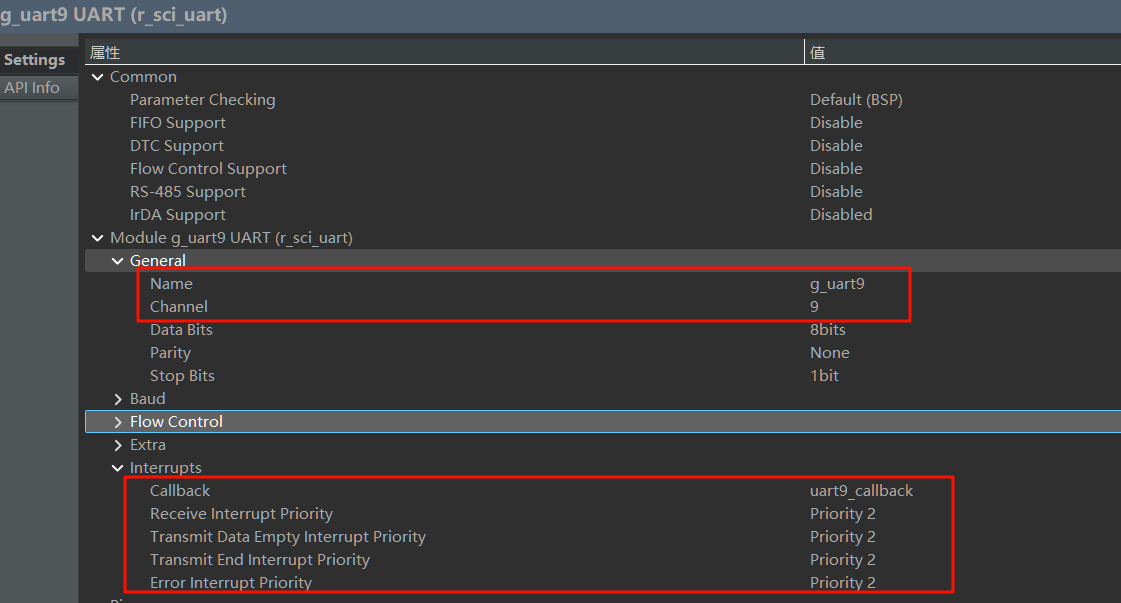 g_uart9 UART (r_sci_uart)
Settings
API Info
属性 值
Common
Parameter Checking Default (BSP)
FIFO Support Disable
DTC Support Disable
Flow Control Support Disable
RS-485 Support Disable
IrDA Support Disabled
Module g_uart9 UART (r_sci_uart)
General
Name g_uart9
Channel 9
Data Bits 8bits
Parity None
Stop Bits 1bit
Baud
Flow Control
Extra
Interrupts
Callback uart9_callback
Receive Interrupt Priority Priority 2
Transmit Data Empty Interrupt Priority Priority 2
Transmit End Interrupt Priority Priority 2
Error Interrupt Priority Priority 2